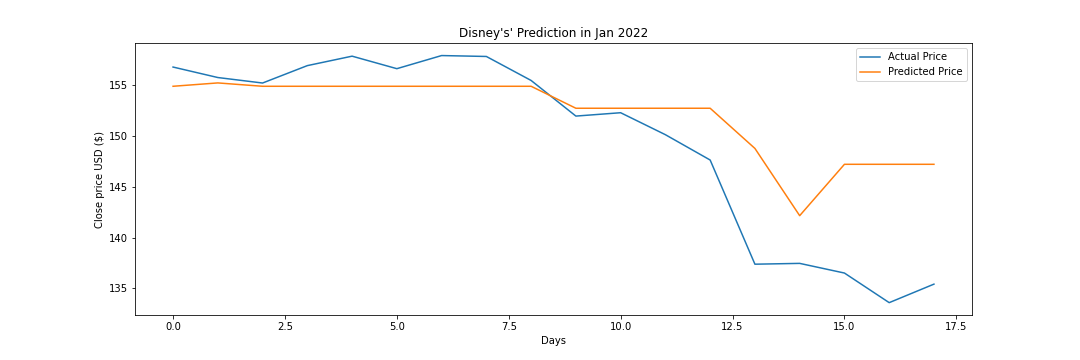 Disney's' Prediction in Jan 2022
Actual Price
Predicted Price
Close price USD ($)
155
150
145
140
135
0.0 2.5 5.0 7.5 10.0 12.5 15.0 17.5
Days